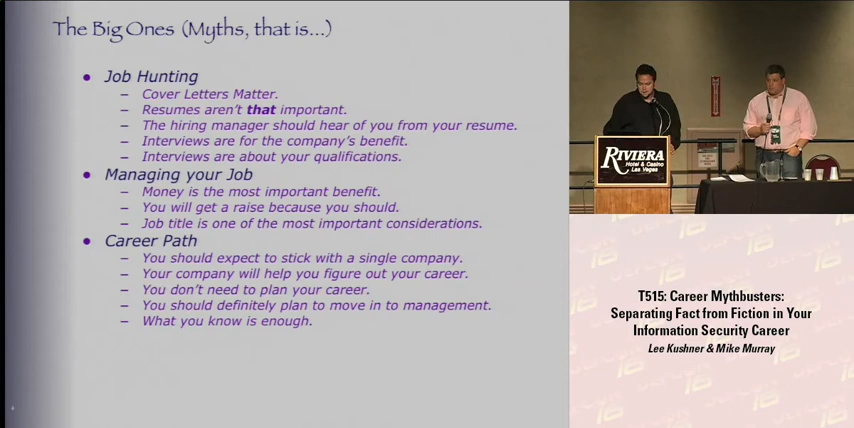 The Big Ones (Myths, that is...)
• Job Hunting
– Cover Letters Matter.
– Resumes aren't that important.
– The hiring manager should hear of you from your resume.
– Interviews are for the company's benefit.
– Interviews are about your qualifications.
• Managing your Job
– Money is the most important benefit.
– You will get a raise because you should.
– Job title is one of the most important considerations.
• Career Path
– You should expect to stick with a single company.
– Your company will help you figure out your career.
– You don't need to plan your career.
– You should definitely plan to move in to management.
– What you know is enough.
RIVIERA
Hotel & Casino
Las Vegas
T515: Career Mythbusters:
Separating Fact from Fiction in Your
Information Security Career
Lee Kushner & Mike Murray